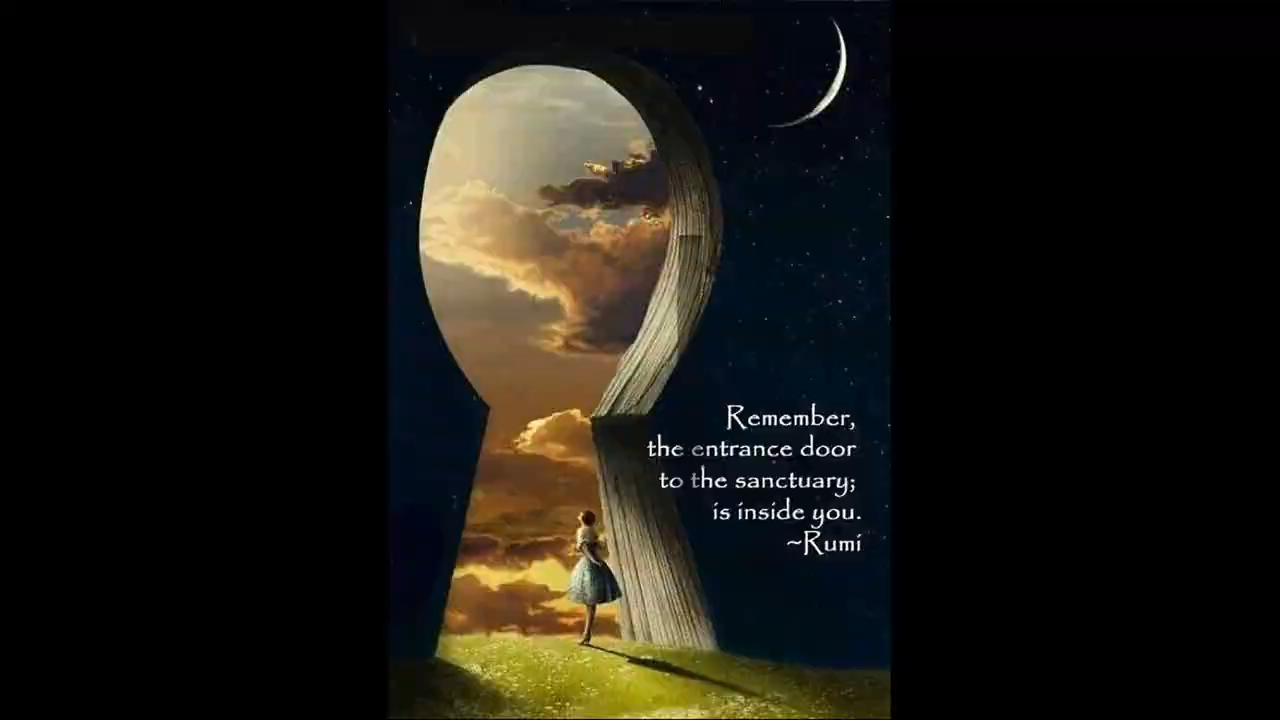 Remember,
the entrance door
to the sanctuary;
is inside you.
~Rumi